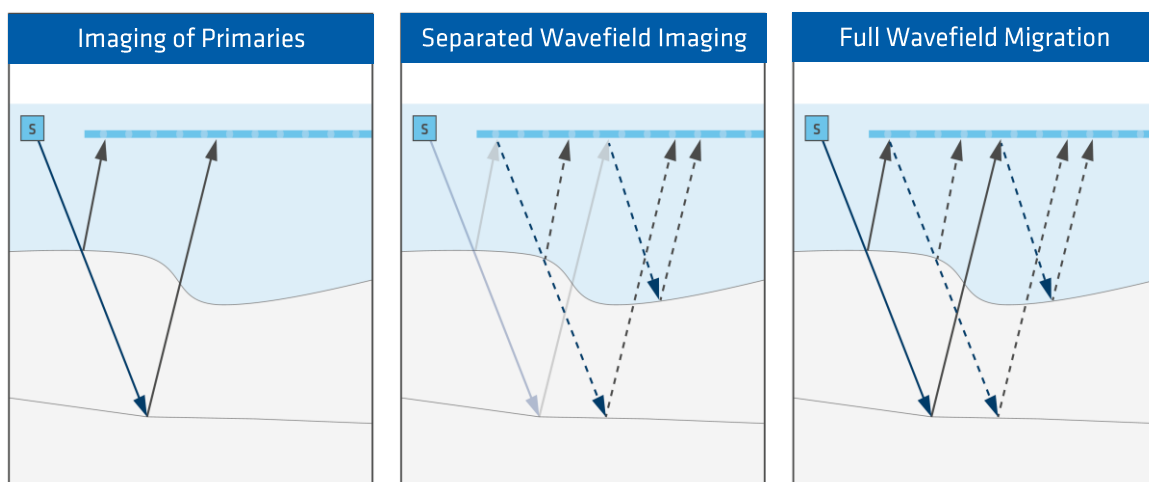 Imaging of Primaries
Separated Wavefield Imaging
Full Wavefield Migration
S
S
S